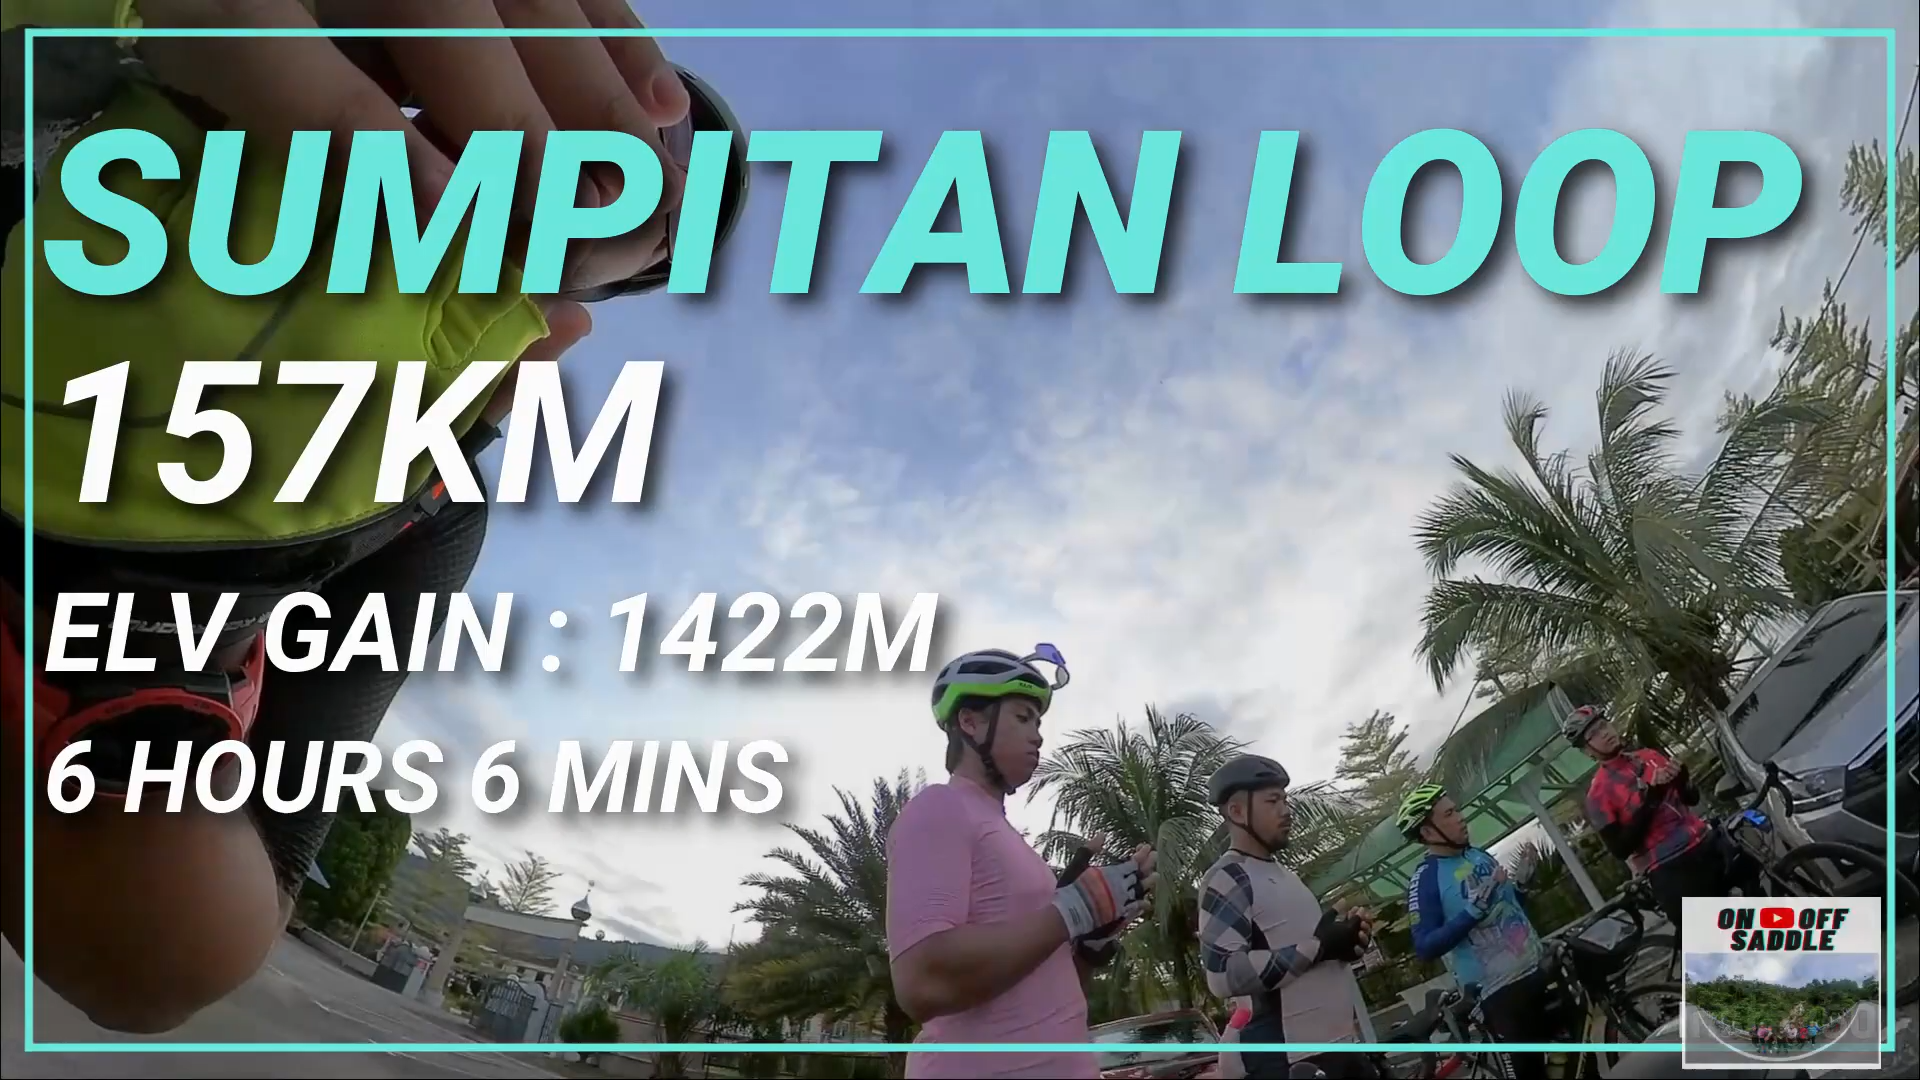 SUMPITAN LOOP
157KM
ELV GAIN : 1422M
6 HOURS 6 MINS
ON OFF
SADDLE